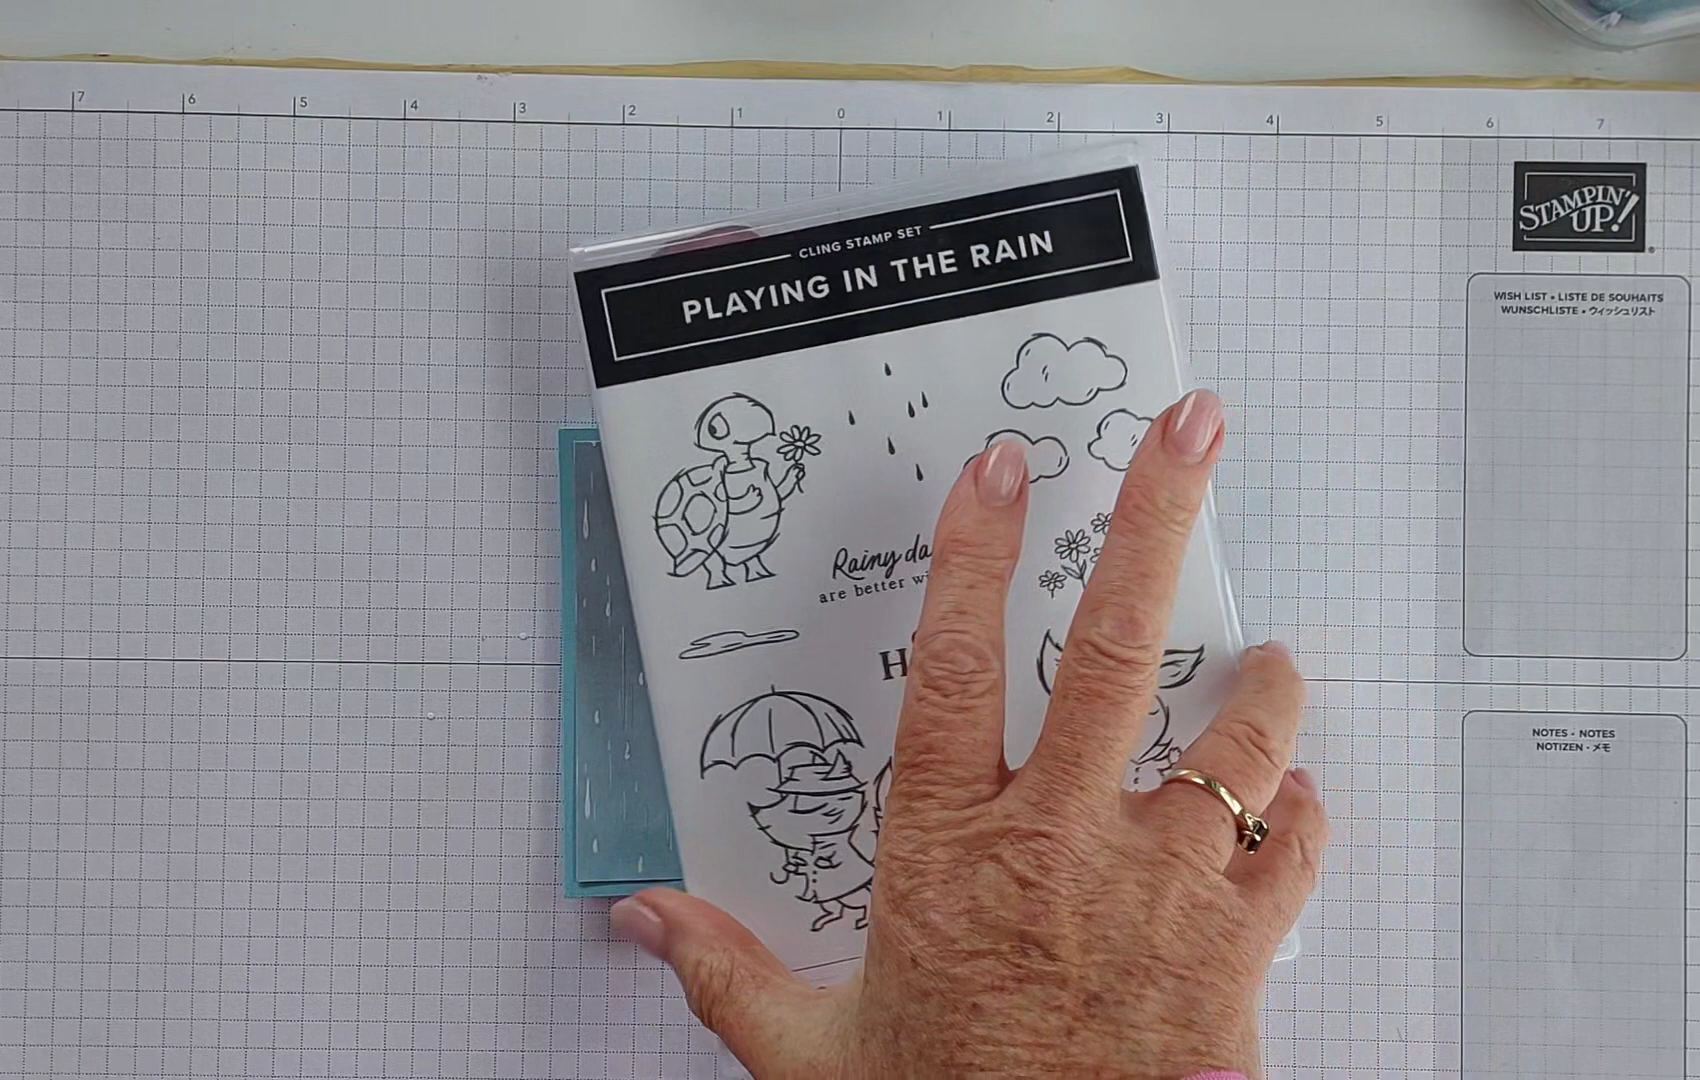 7 6 5 4 3 2 1 0 1 2 3 4 5 6 7
STAMPIN' UP!®
CLING STAMP SET
PLAYING IN THE RAIN
WISH LIST • LISTE DE SOUHAITS
WUNSCHLISTE • ウィッシュリスト
Rainy
are better
NOTES - NOTES
NOTIZEN - メモ